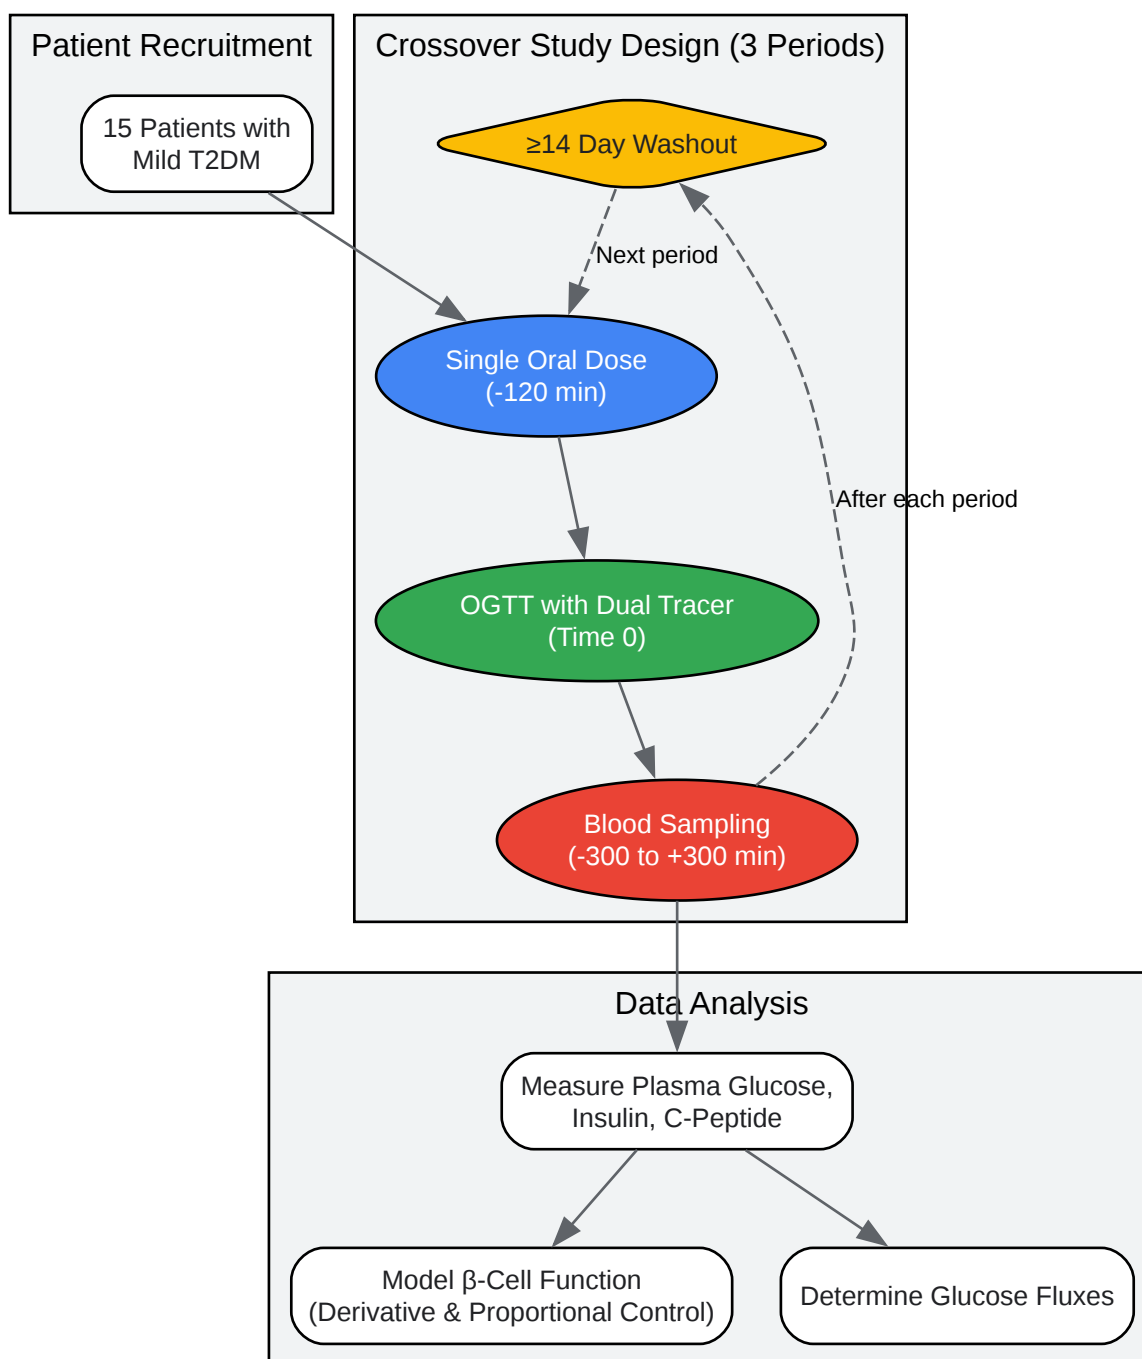 Patient Recruitment
15 Patients with
Mild T2DM
Crossover Study Design (3 Periods)
≥14 Day Washout
Next period
Single Oral Dose
(-120 min)
After each period
OGTT with Dual Tracer
(Time 0)
Blood Sampling
(-300 to +300 min)
Data Analysis
Measure Plasma Glucose,
Insulin, C-Peptide
Model β-Cell Function
(Derivative & Proportional Control)
Determine Glucose Fluxes